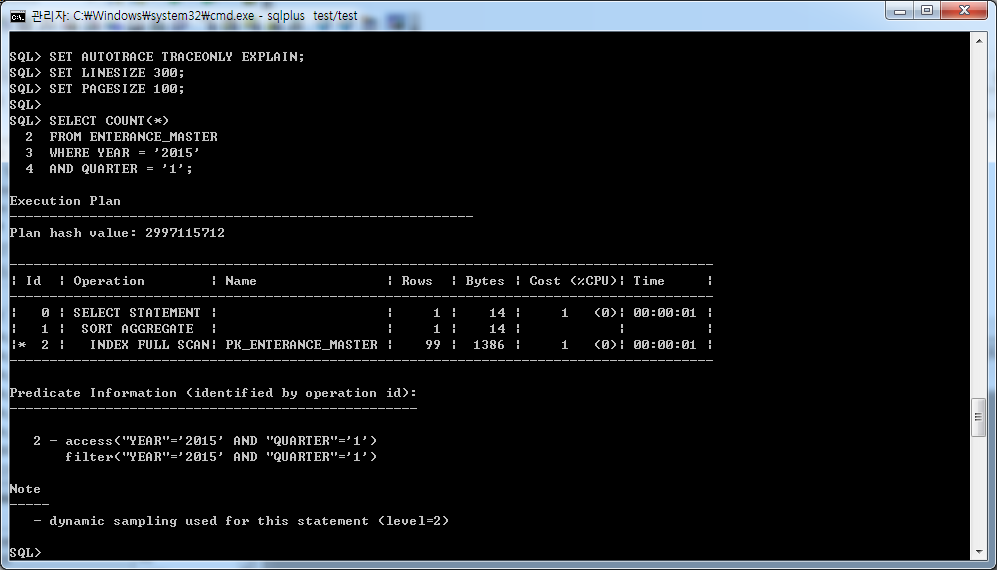 관리자: C:₩Windows₩system32₩cmd.exe - sqlplus test/test
SQL> SET AUTOTRACE TRACEONLY EXPLAIN;
SQL> SET LINESIZE 300;
SQL> SET PAGESIZE 100;
SQL>
SQL> SELECT COUNT(*)
  2  FROM ENTERANCE_MASTER
  3  WHERE YEAR = '2015'
  4  AND QUARTER = '1';
Execution Plan
----------------------------------------------------------
Plan hash value: 2997115712
----------------------------------------------------------------------------------------
| Id  | Operation        | Name                | Rows  | Bytes | Cost (%CPU)| Time     |
----------------------------------------------------------------------------------------
|   0 | SELECT STATEMENT |                     |     1 |    14 |     1   (0)| 00:00:01 |
|   1 |  SORT AGGREGATE  |                     |     1 |    14 |            |          |
|*  2 |   INDEX FULL SCAN| PK_ENTERANCE_MASTER |    99 |  1386 |     1   (0)| 00:00:01 |
----------------------------------------------------------------------------------------
Predicate Information (identified by operation id):
---------------------------------------------------
   2 - access("YEAR"='2015' AND "QUARTER"='1')
       filter("YEAR"='2015' AND "QUARTER"='1')
Note
-----
   - dynamic sampling used for this statement (level=2)
SQL>